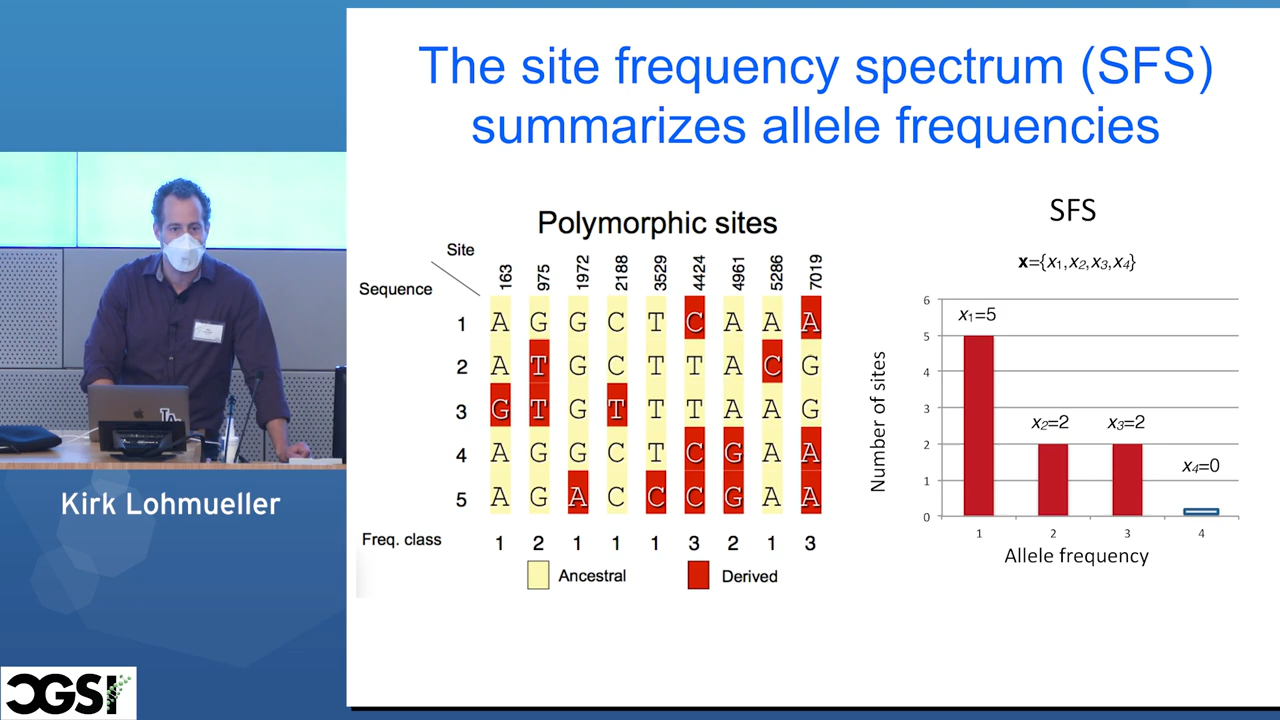 The site frequency spectrum (SFS)
summarizes allele frequencies
Polymorphic sites
Site
Sequence
163 975 1972 2188 3529 4424 4961 5286 7019
1 A G G C T C A A A
2 A T G C T T A C G
3 G T G T T T A A G
4 A G G C T C G A A
5 A G A C C C G A A
Freq. class 1 2 1 1 1 3 2 1 3
Ancestral Derived
SFS
x={x1,x2,x3,x4}
Number of sites
6
5
4
3
2
1
0
x1=5
x2=2
x3=2
x4=0
1 2 3 4
Allele frequency
Kirk Lohmueller
CGSI